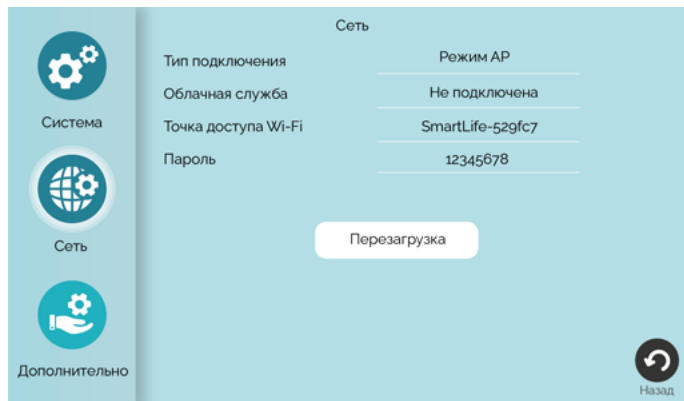 Сеть
Тип подключения Режим AP
Облачная служба Не подключена
Точка доступа Wi-Fi SmartLife-529fc7
Пароль 12345678
Перезагрузка
Система
Сеть
Дополнительно
Назад